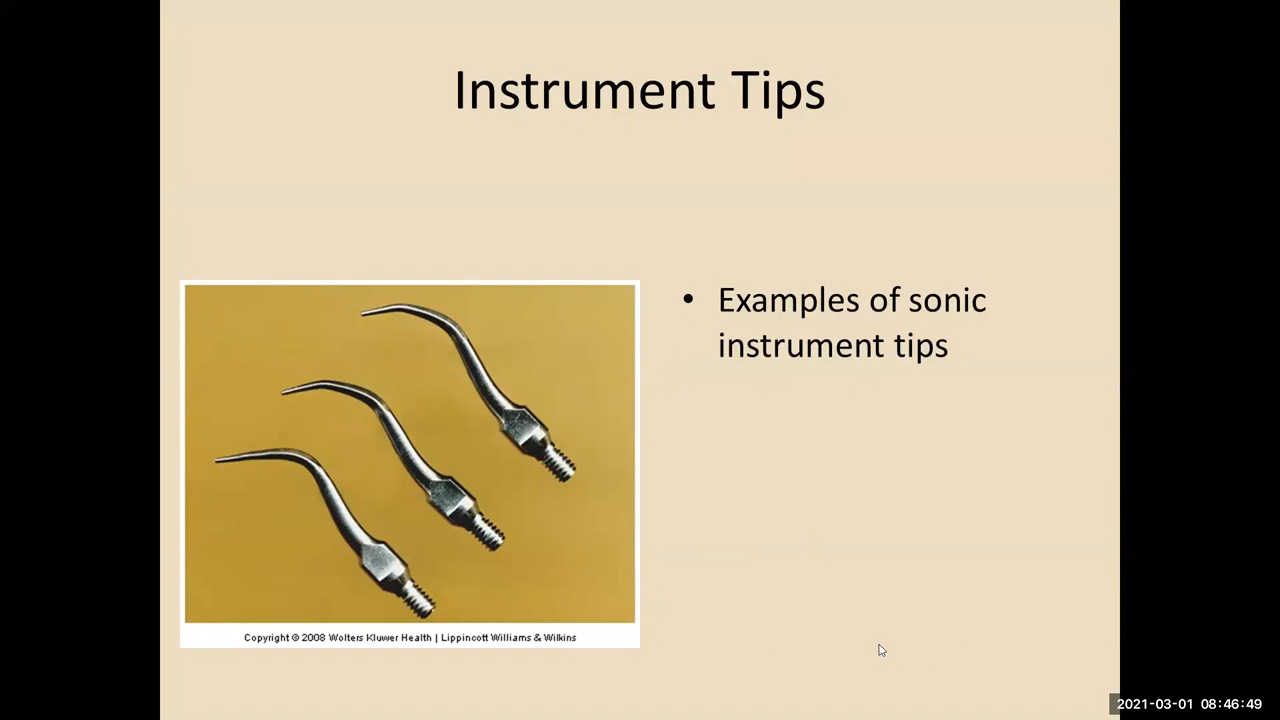 Instrument Tips
• Examples of sonic
instrument tips
Copyright © 2008 Wolters Kluwer Health | Lippincott Williams & Wilkins
2021-03-01 08:46:49